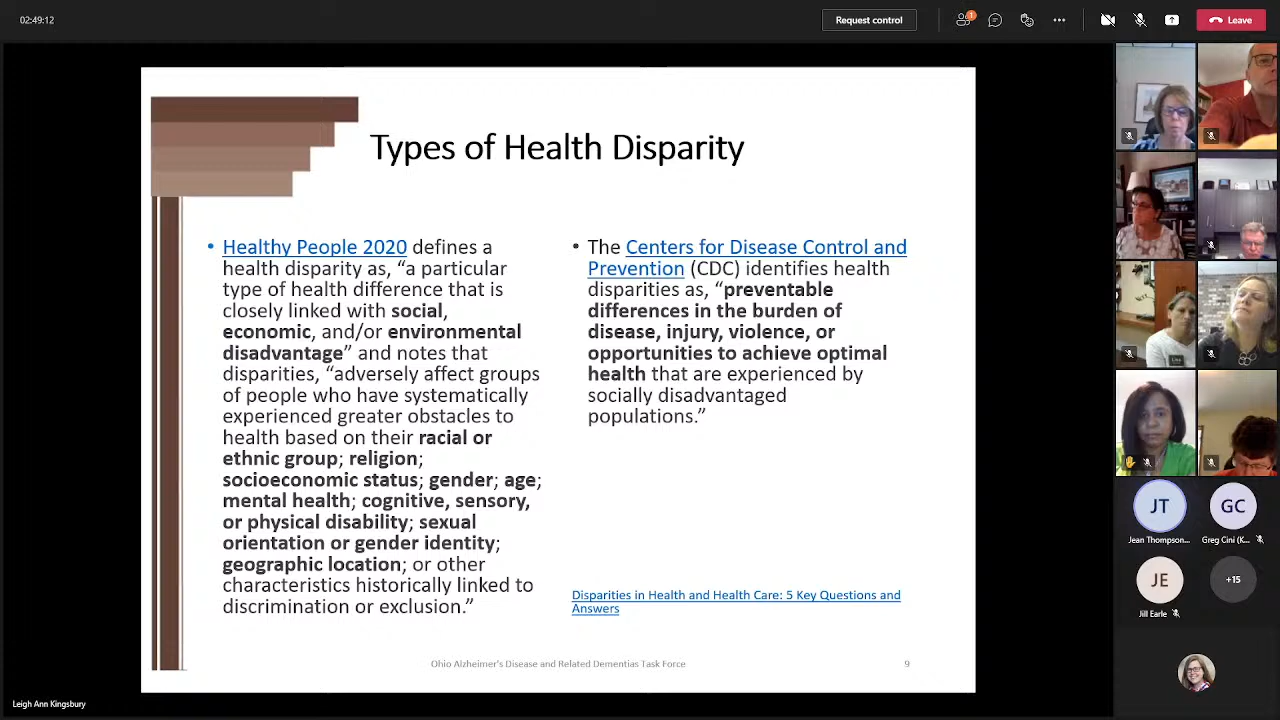 02:49:12
Request control
1
Leave
Types of Health Disparity
• Healthy People 2020 defines a
health disparity as, “a particular
type of health difference that is
closely linked with social,
economic, and/or environmental
disadvantage” and notes that
disparities, “adversely affect groups
of people who have systematically
experienced greater obstacles to
health based on their racial or
ethnic group; religion;
socioeconomic status; gender; age;
mental health; cognitive, sensory,
or physical disability; sexual
orientation or gender identity;
geographic location; or other
characteristics historically linked to
discrimination or exclusion.”
• The Centers for Disease Control and
Prevention (CDC) identifies health
disparities as, “preventable
differences in the burden of
disease, injury, violence, or
opportunities to achieve optimal
health that are experienced by
socially disadvantaged
populations.”
Disparities in Health and Health Care: 5 Key Questions and
Answers
Ohio Alzheimer's Disease and Related Dementias Task Force
9
Lisa
JT
GC
Jean Thompson...
Greg Cini (K...
JE
+15
Jill Earle
Leigh Ann Kingsbury